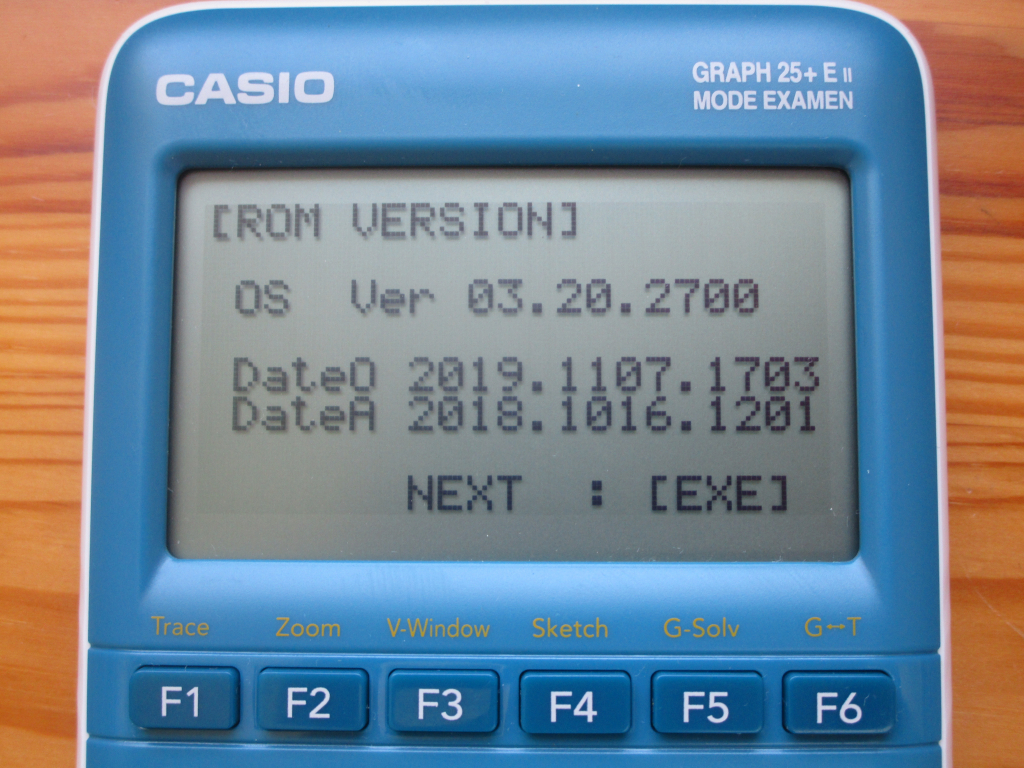 CASIO
GRAPH 25+ E II
MODE EXAMEN
[ROM VERSION]
OS Ver 03.20.2700
DateO 2019.1107.1703
DateA 2018.1016.1201
NEXT : [EXE]
Trace Zoom V-Window Sketch G-Solv G↔T
F1 F2 F3 F4 F5 F6